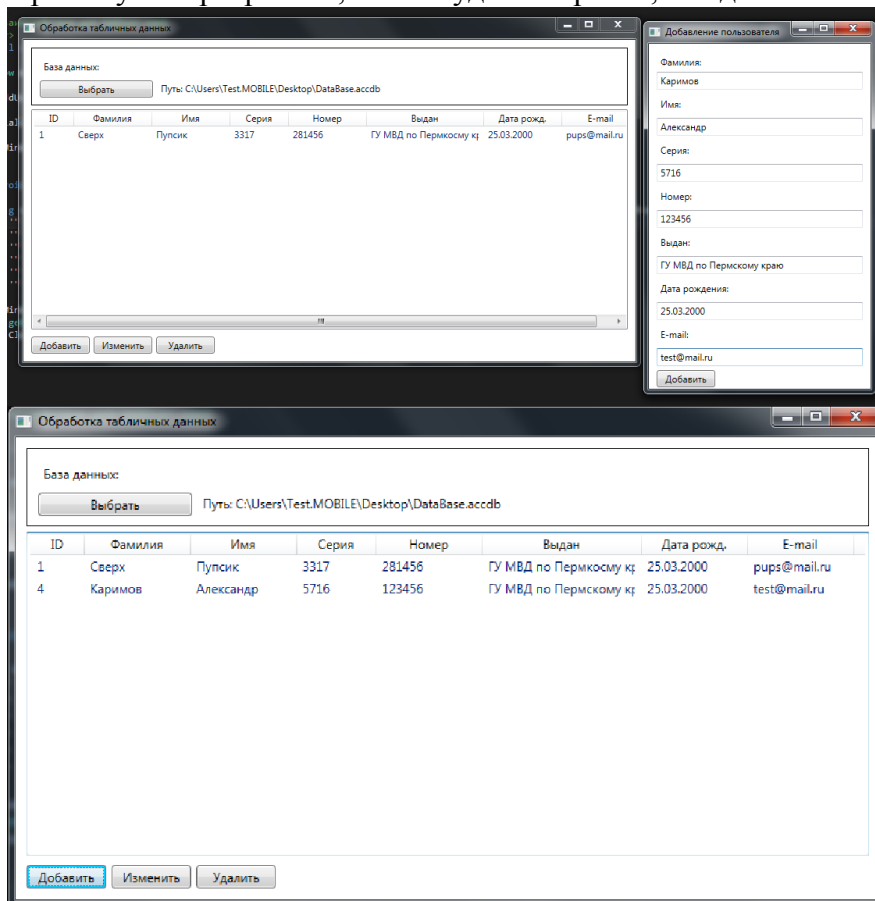 Обработка табличных данных
База данных:
Выбрать Путь: C:\Users\Test.MOBILE\Desktop\DataBase.accdb
ID Фамилия Имя Серия Номер Выдан Дата рожд. E-mail
1 Сверх Пупсик 3317 281456 ГУ МВД по Пермкосму кр 25.03.2000 pups@mail.ru
Добавить Изменить Удалить
Добавление пользователя
Фамилия:
Каримов
Имя:
Александр
Серия:
5716
Номер:
123456
Выдан:
ГУ МВД по Пермскому краю
Дата рождения:
25.03.2000
E-mail:
test@mail.ru
Добавить
Обработка табличных данных
База данных:
Выбрать Путь: C:\Users\Test.MOBILE\Desktop\DataBase.accdb
ID Фамилия Имя Серия Номер Выдан Дата рожд. E-mail
1 Сверх Пупсик 3317 281456 ГУ МВД по Пермкосму кр 25.03.2000 pups@mail.ru
4 Каримов Александр 5716 123456 ГУ МВД по Пермскому кр 25.03.2000 test@mail.ru
Добавить Изменить Удалить